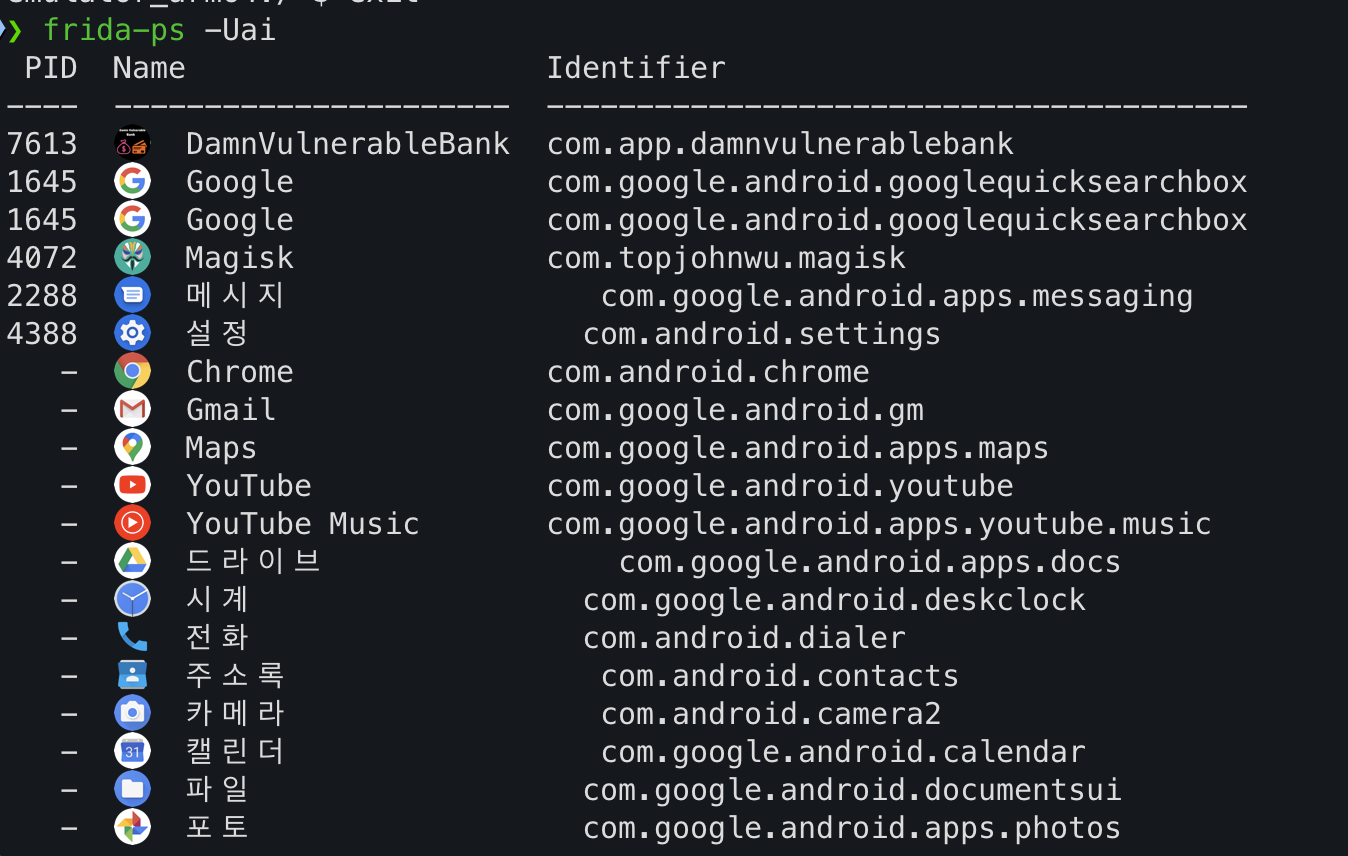 ❯ frida-ps -Uai
PID Name Identifier
---- ---------------------- ---------------------------------------
7613 DamnVulnerableBank com.app.damnvulnerablebank
1645 Google com.google.android.googlequicksearchbox
1645 Google com.google.android.googlequicksearchbox
4072 Magisk com.topjohnwu.magisk
2288 메시지 com.google.android.apps.messaging
4388 설정 com.android.settings
- Chrome com.android.chrome
- Gmail com.google.android.gm
- Maps com.google.android.apps.maps
- YouTube com.google.android.youtube
- YouTube Music com.google.android.apps.youtube.music
- 드라이브 com.google.android.apps.docs
- 시계 com.google.android.deskclock
- 전화 com.android.dialer
- 주소록 com.android.contacts
- 카메라 com.android.camera2
- 캘린더 com.google.android.calendar
- 파일 com.google.android.documentsui
- 포토 com.google.android.apps.photos